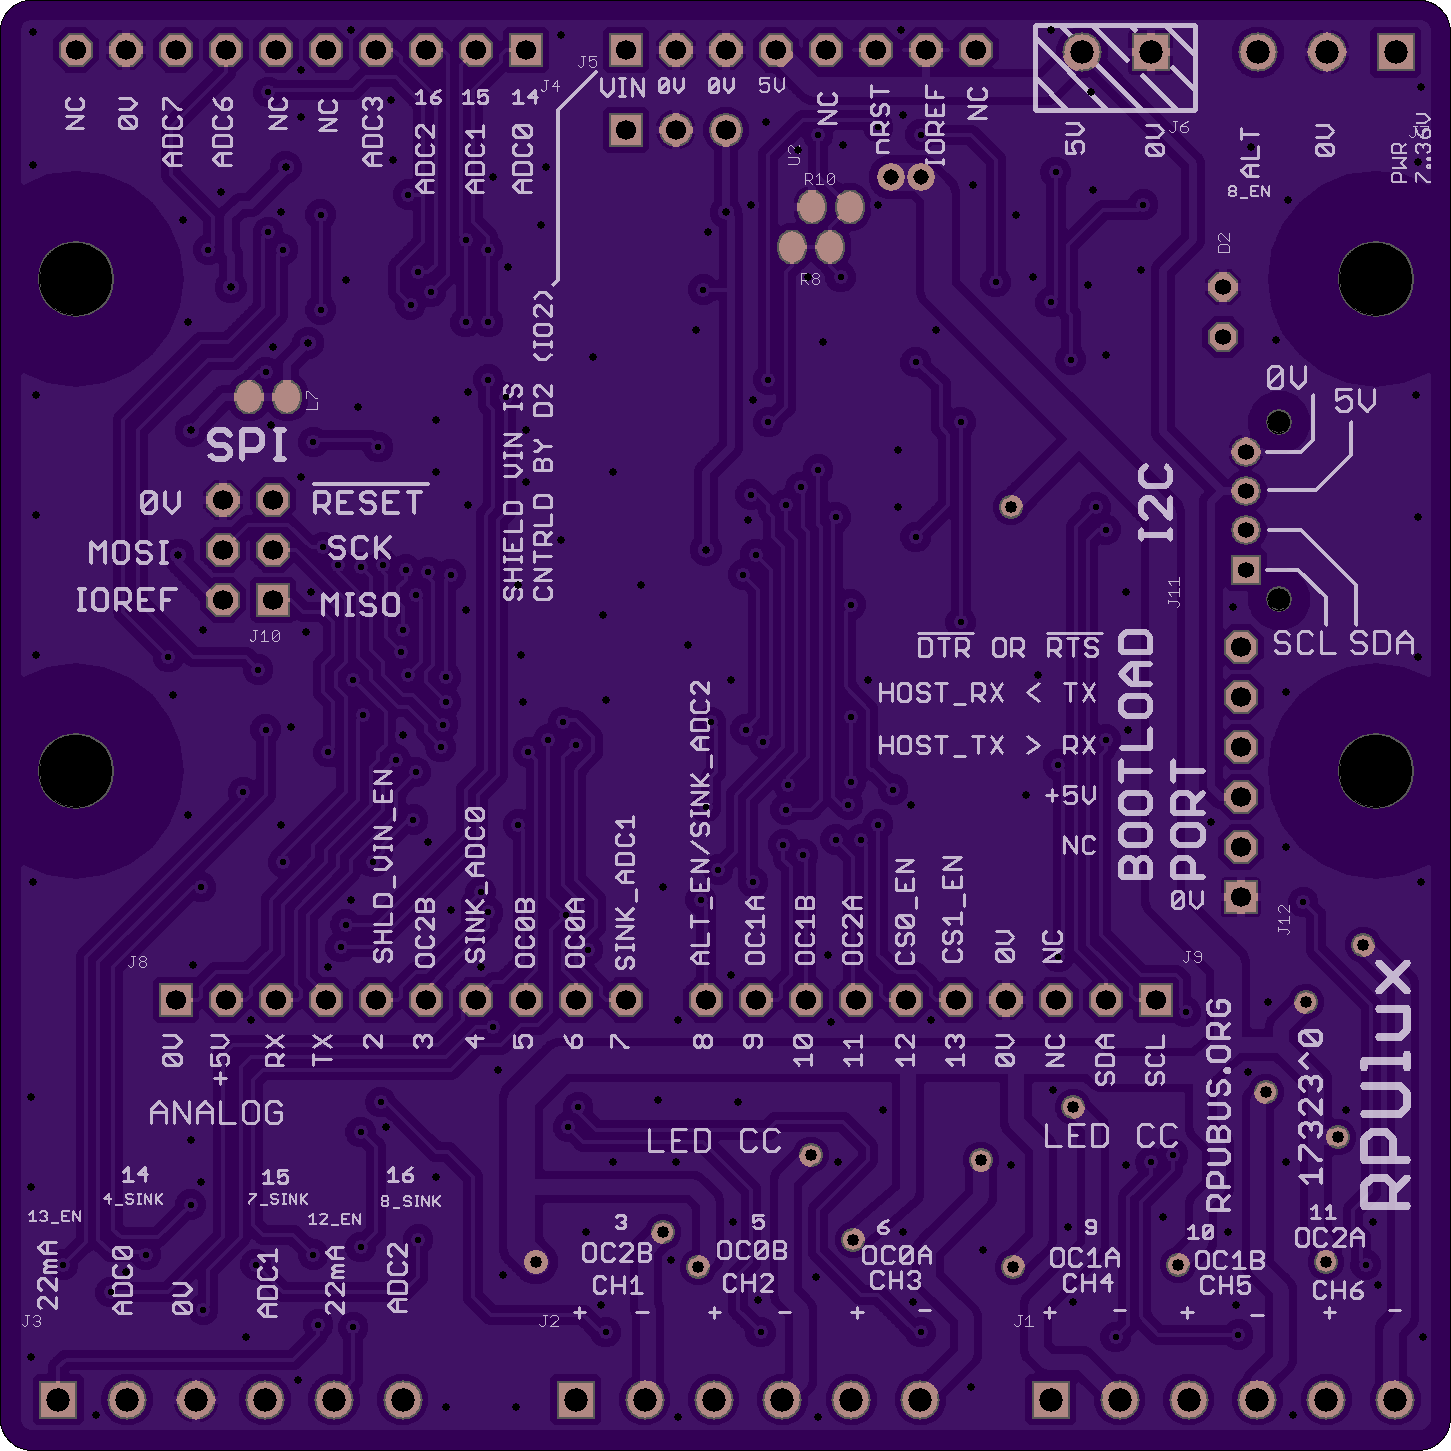 J5
VIN 0V 0V 5V
NC
0V
ADC7
ADC6
NC
NC
ADC3
16
15
14
J4
ADC2
ADC1
ADC0
NC
nRST
IOREF
NC
5V
0V
J6
ALT
8_EN
0V
PWR
7..36V
U2
R10
R8
D2
L7
SHIELD VIN IS
CNTRLD BY D2 (IO2)
0V
5V
I2C
J11
SCL SDA
SPI
0V
RESET
MOSI
SCK
IOREF
MISO
J10
DTR OR RTS
HOST_RX < TX
HOST_TX > RX
+5V
NC
0V
BOOTLOAD
PORT
J12
J8
SHLD_VIN_EN
OC2B
SINK_ADC0
OC0B
OC0A
SINK_ADC1
ALT_EN/SINK_ADC2
OC1A
OC1B
OC2A
CS0_EN
CS1_EN
0V
NC
J9
0V
+5V
RX
TX
2
3
4
5
6
7
8
9
10
11
12
13
0V
NC
SDA
SCL
RPUBUS.ORG
17323^0
RPUlux
ANALOG
LED CC
LED CC
14
4_SINK
15
7_SINK
16
8_SINK
13_EN
12_EN
22mA
ADC0
0V
ADC1
22mA
ADC2
J3
3
OC2B
CH1
+ -
5
OC0B
CH2
+ -
6
OC0A
CH3
+ -
J2
9
OC1A
CH4
+ -
10
OC1B
CH5
+ -
11
OC2A
CH6
+ -
J1